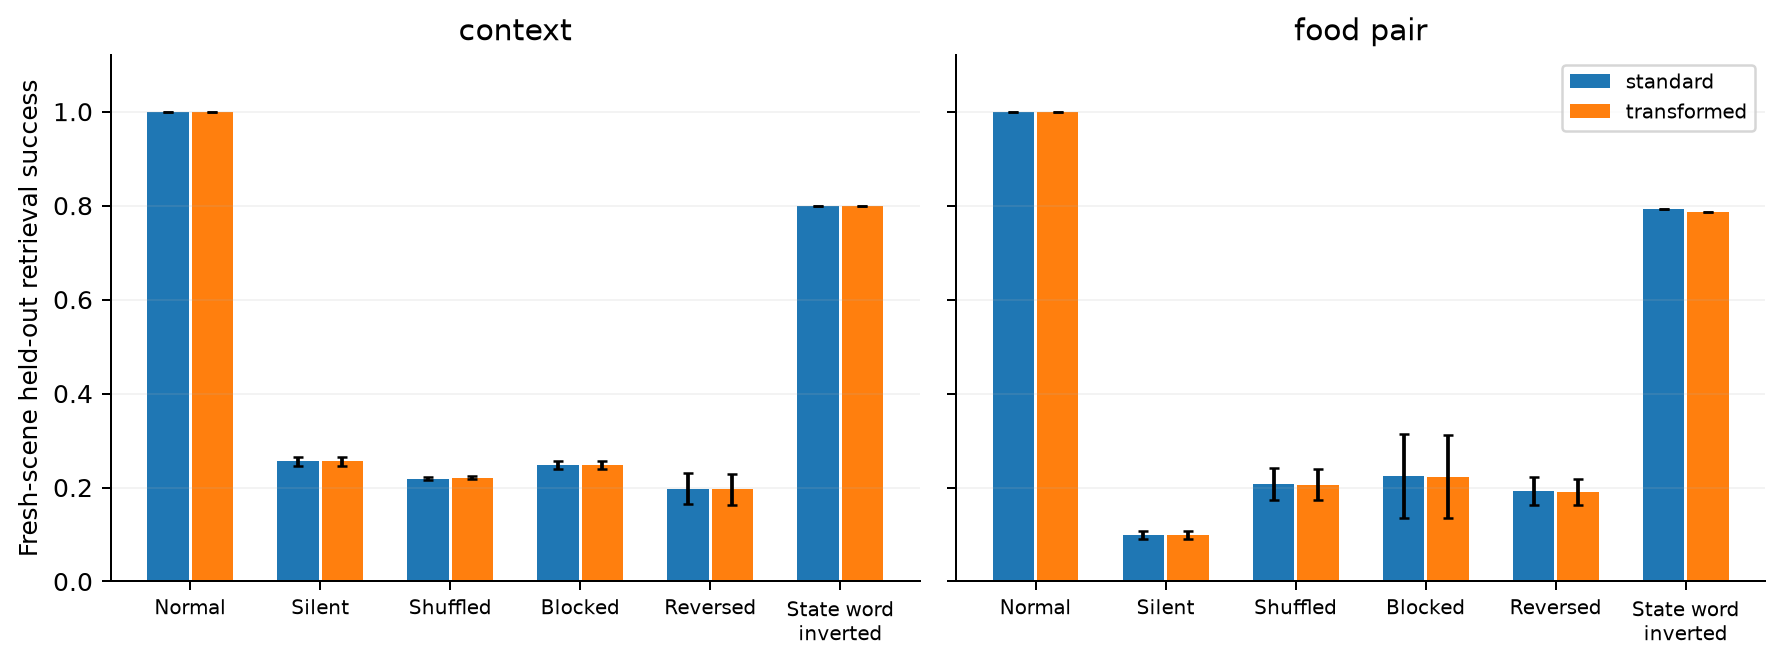 context
food pair
Fresh-scene held-out retrieval success
1.0
0.8
0.6
0.4
0.2
0.0
standard
transformed
Normal
Silent
Shuffled
Blocked
Reversed
State word
inverted
Normal
Silent
Shuffled
Blocked
Reversed
State word
inverted